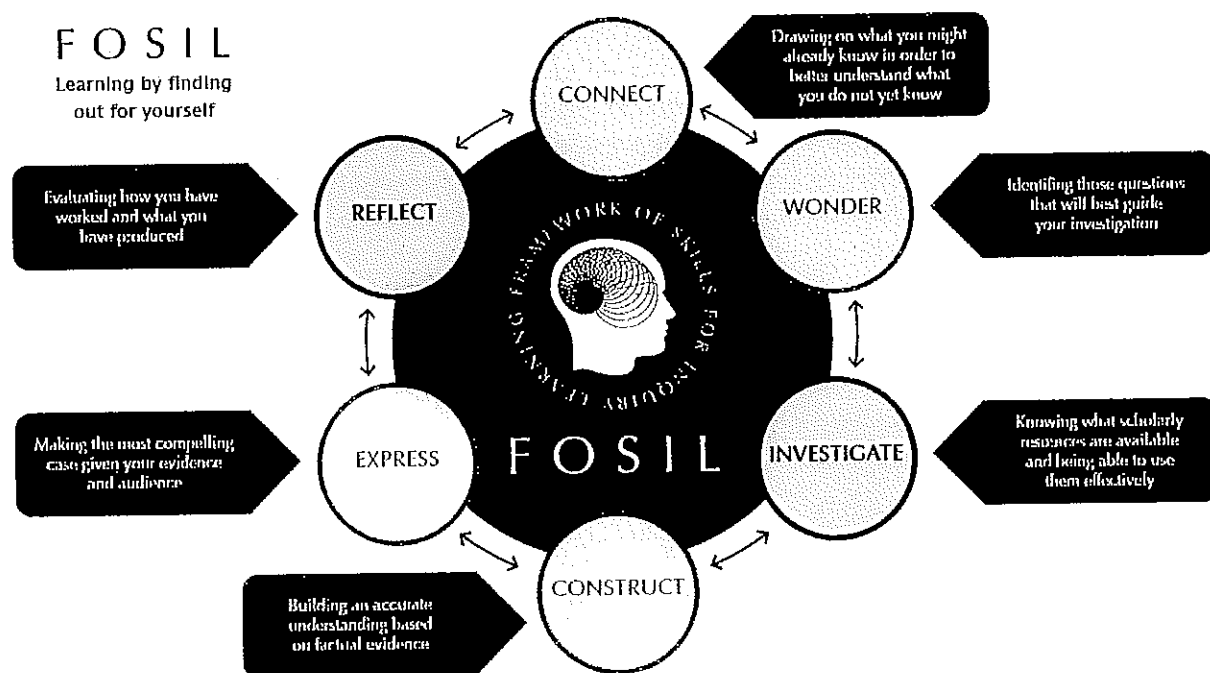 FOSIL
Learning by finding
out for yourself
CONNECT
Drawing on what you might
already know in order to
better understand what
you do not yet know
WONDER
Identifing those questions
that will best guide
your investigation
INVESTIGATE
Knowing what scholarly
resources are available
and being able to use
them effectively
CONSTRUCT
Building an accurate
understanding based
on factual evidence
EXPRESS
Making the most compelling
case given your evidence
and audience
REFLECT
Evaluating how you have
worked and what you
have produced
FRAMEWORK OF SKILLS FOR INQUIRY LEARNING
FOSIL